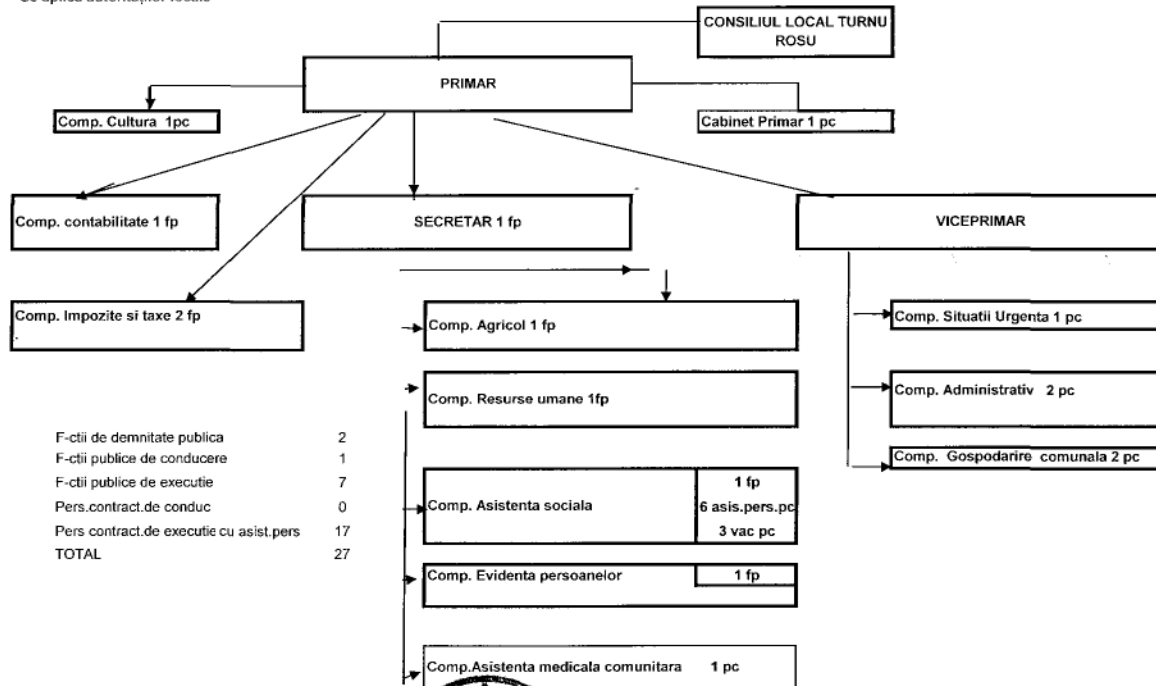 CONSILIUL LOCAL TURNU
ROSU
PRIMAR
Comp. Cultura 1pc
Cabinet Primar 1 pc
Comp. contabilitate 1 fp
SECRETAR 1 fp
VICEPRIMAR
Comp. Impozite si taxe 2 fp
Comp. Agricol 1 fp
Comp. Situatii Urgenta 1 pc
Comp. Resurse umane 1fp
Comp. Administrativ 2 pc
Comp. Gospodarire comunala 2 pc
F-ctii de demnitate publica 2
F-ctii publice de conducere 1
F-ctii publice de executie 7
Pers.contract.de conduc 0
Pers contract.de executie cu asist.pers 17
TOTAL 27
Comp. Asistenta sociala
1 fp
6 asis.pers.pc
3 vac pc
Comp. Evidenta persoanelor 1 fp
Comp.Asistenta medicala comunitara 1 pc